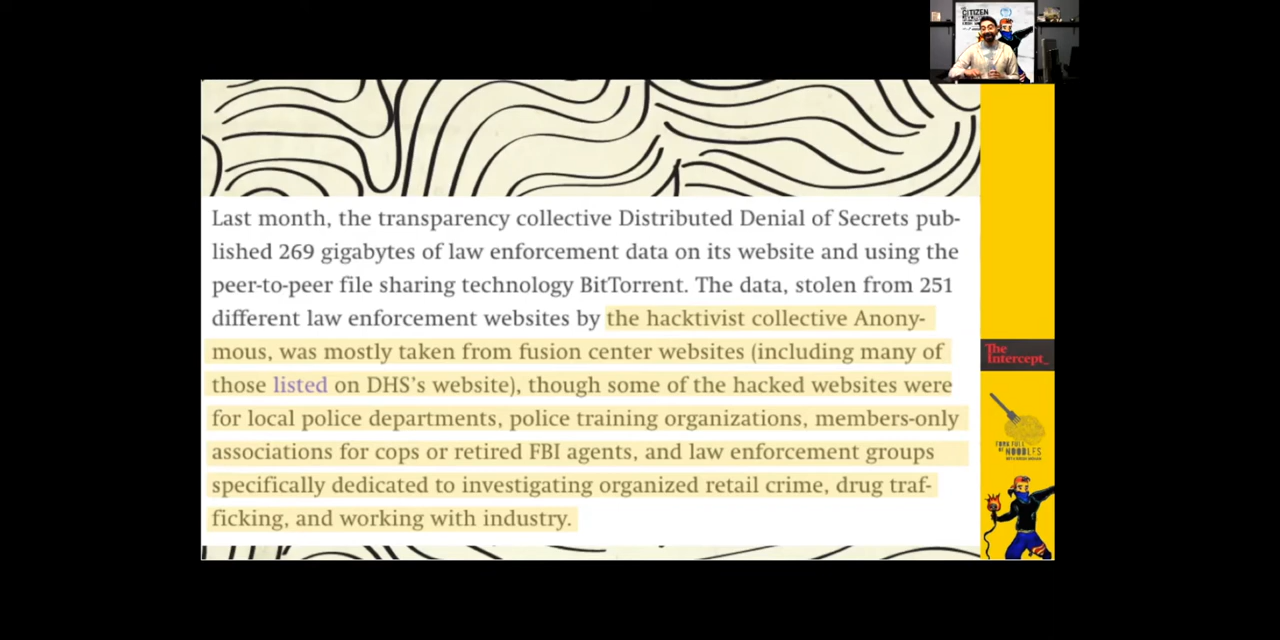 CITIZEN
Last month, the transparency collective Distributed Denial of Secrets pub-
lished 269 gigabytes of law enforcement data on its website and using the
peer-to-peer file sharing technology BitTorrent. The data, stolen from 251
different law enforcement websites by the hacktivist collective Anony-
mous, was mostly taken from fusion center websites (including many of
those listed on DHS's website), though some of the hacked websites were
for local police departments, police training organizations, members-only
associations for cops or retired FBI agents, and law enforcement groups
specifically dedicated to investigating organized retail crime, drug traf-
ficking, and working with industry.
The
Intercept_
FORK FULL
OF NOODLES